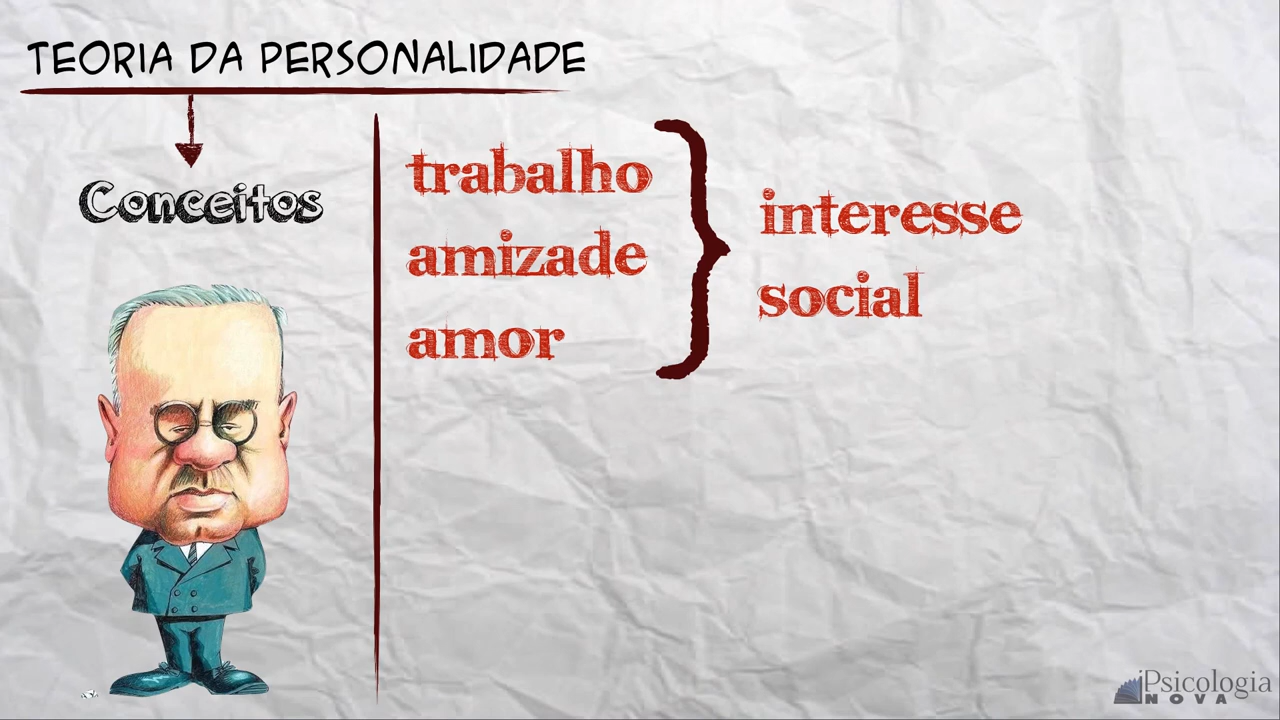 TEORIA DA PERSONALIDADE
Conceitos
trabalho
amizade
amor
interesse
social
Psicologia
NOVA